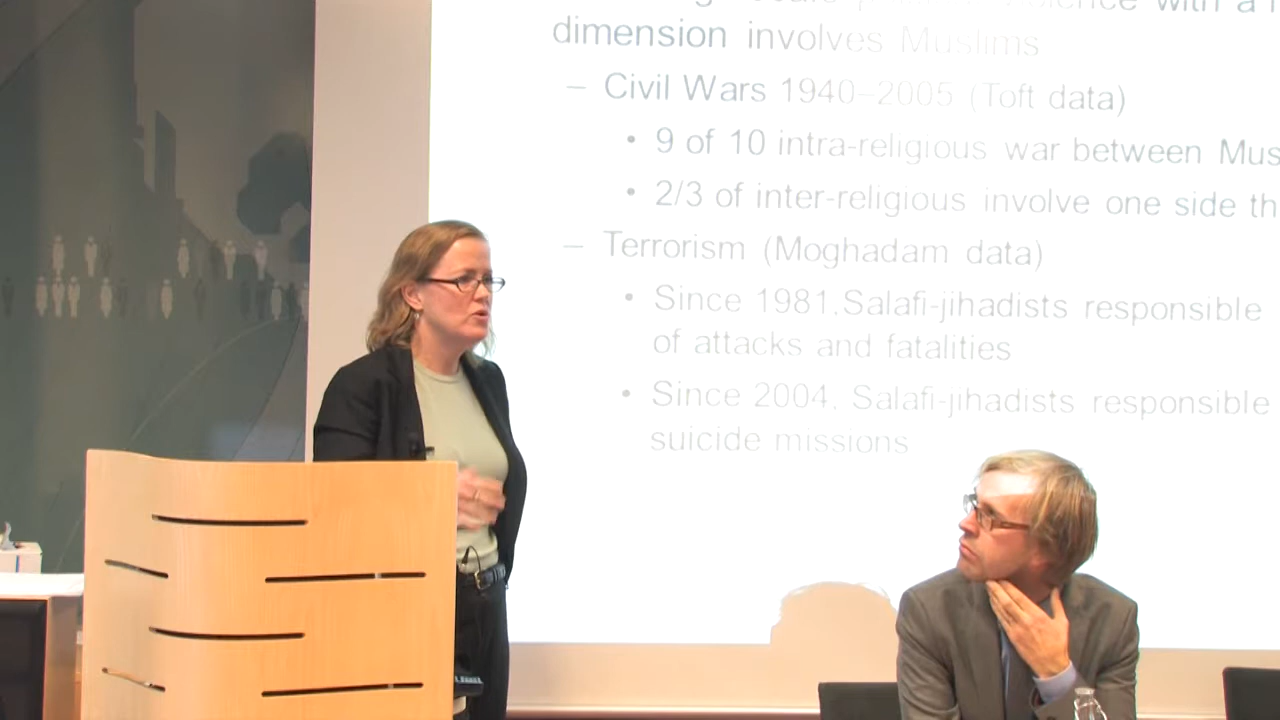 with a
dimension involves Muslims
– Civil Wars 1940–2005 (Toft data)
• 9 of 10 intra-religious war between Mus
• 2/3 of inter-religious involve one side th
– Terrorism (Moghadam data)
• Since 1981,Salafi-jihadists responsible
of attacks and fatalities
• Since 2004, Salafi-jihadists responsible
suicide missions